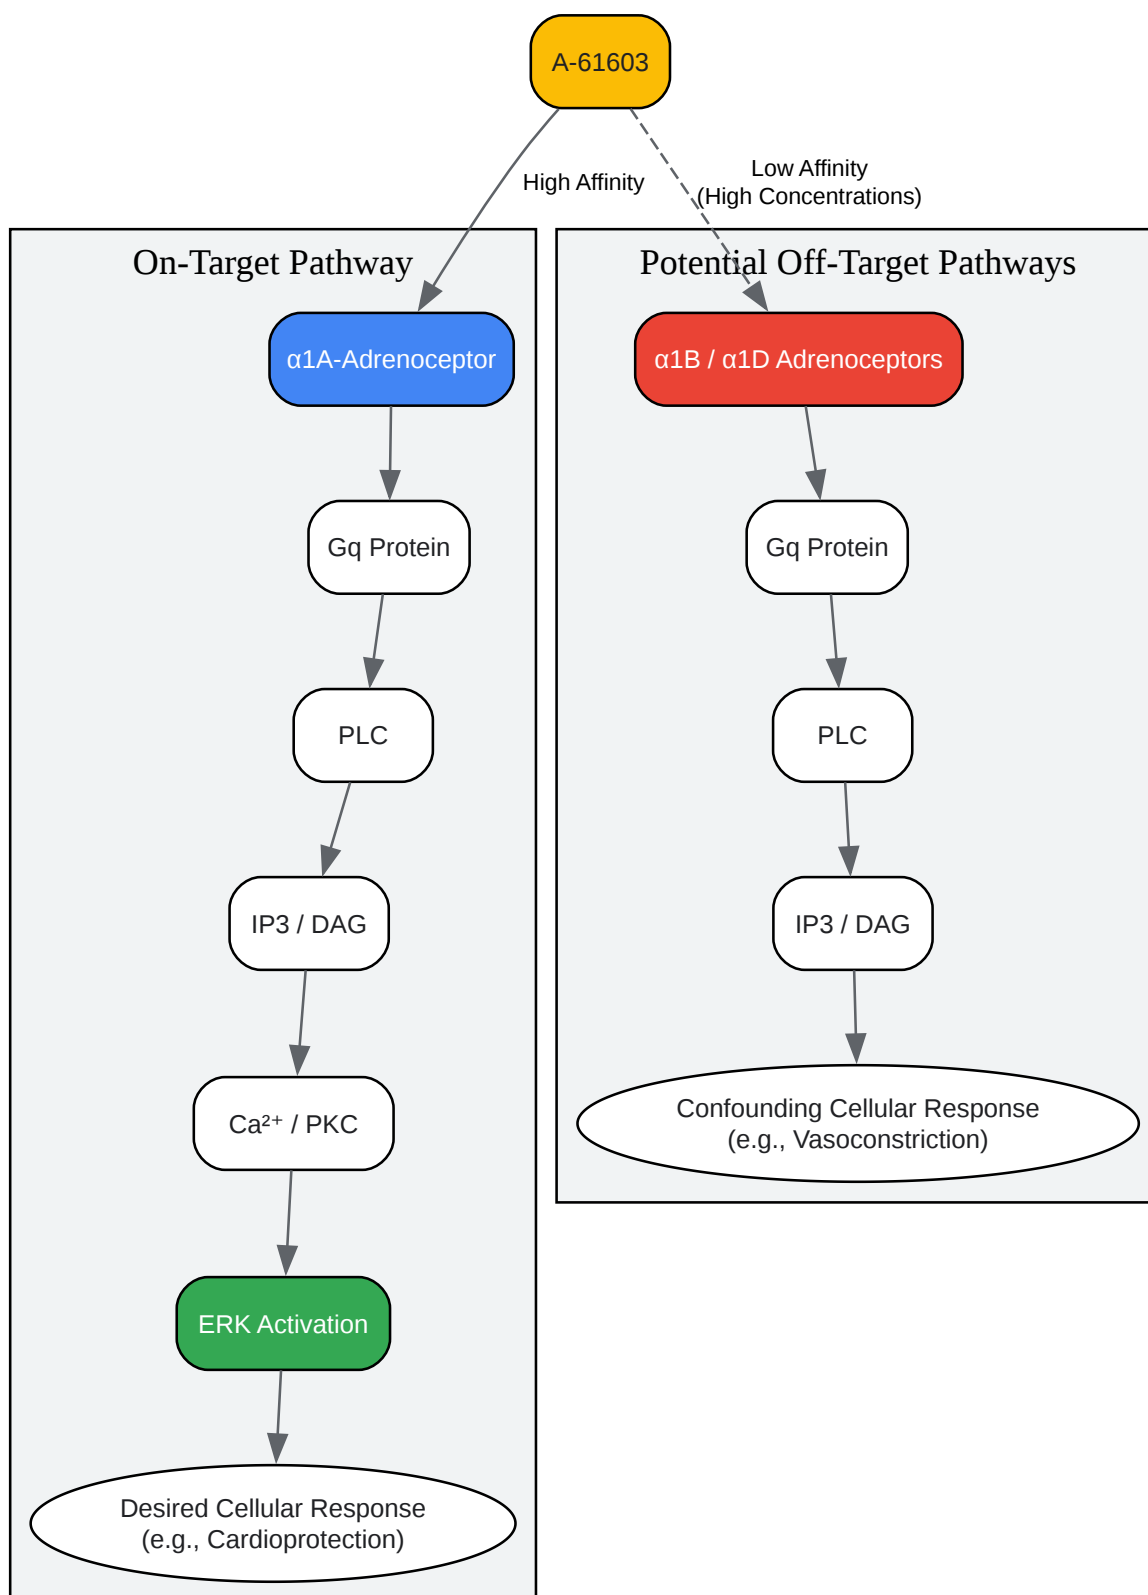 A-61603
High Affinity
Low Affinity
(High Concentrations)
On-Target Pathway
α1A-Adrenoceptor
Gq Protein
PLC
IP3 / DAG
Ca²⁺ / PKC
ERK Activation
Desired Cellular Response
(e.g., Cardioprotection)
Potential Off-Target Pathways
α1B / α1D Adrenoceptors
Gq Protein
PLC
IP3 / DAG
Confounding Cellular Response
(e.g., Vasoconstriction)